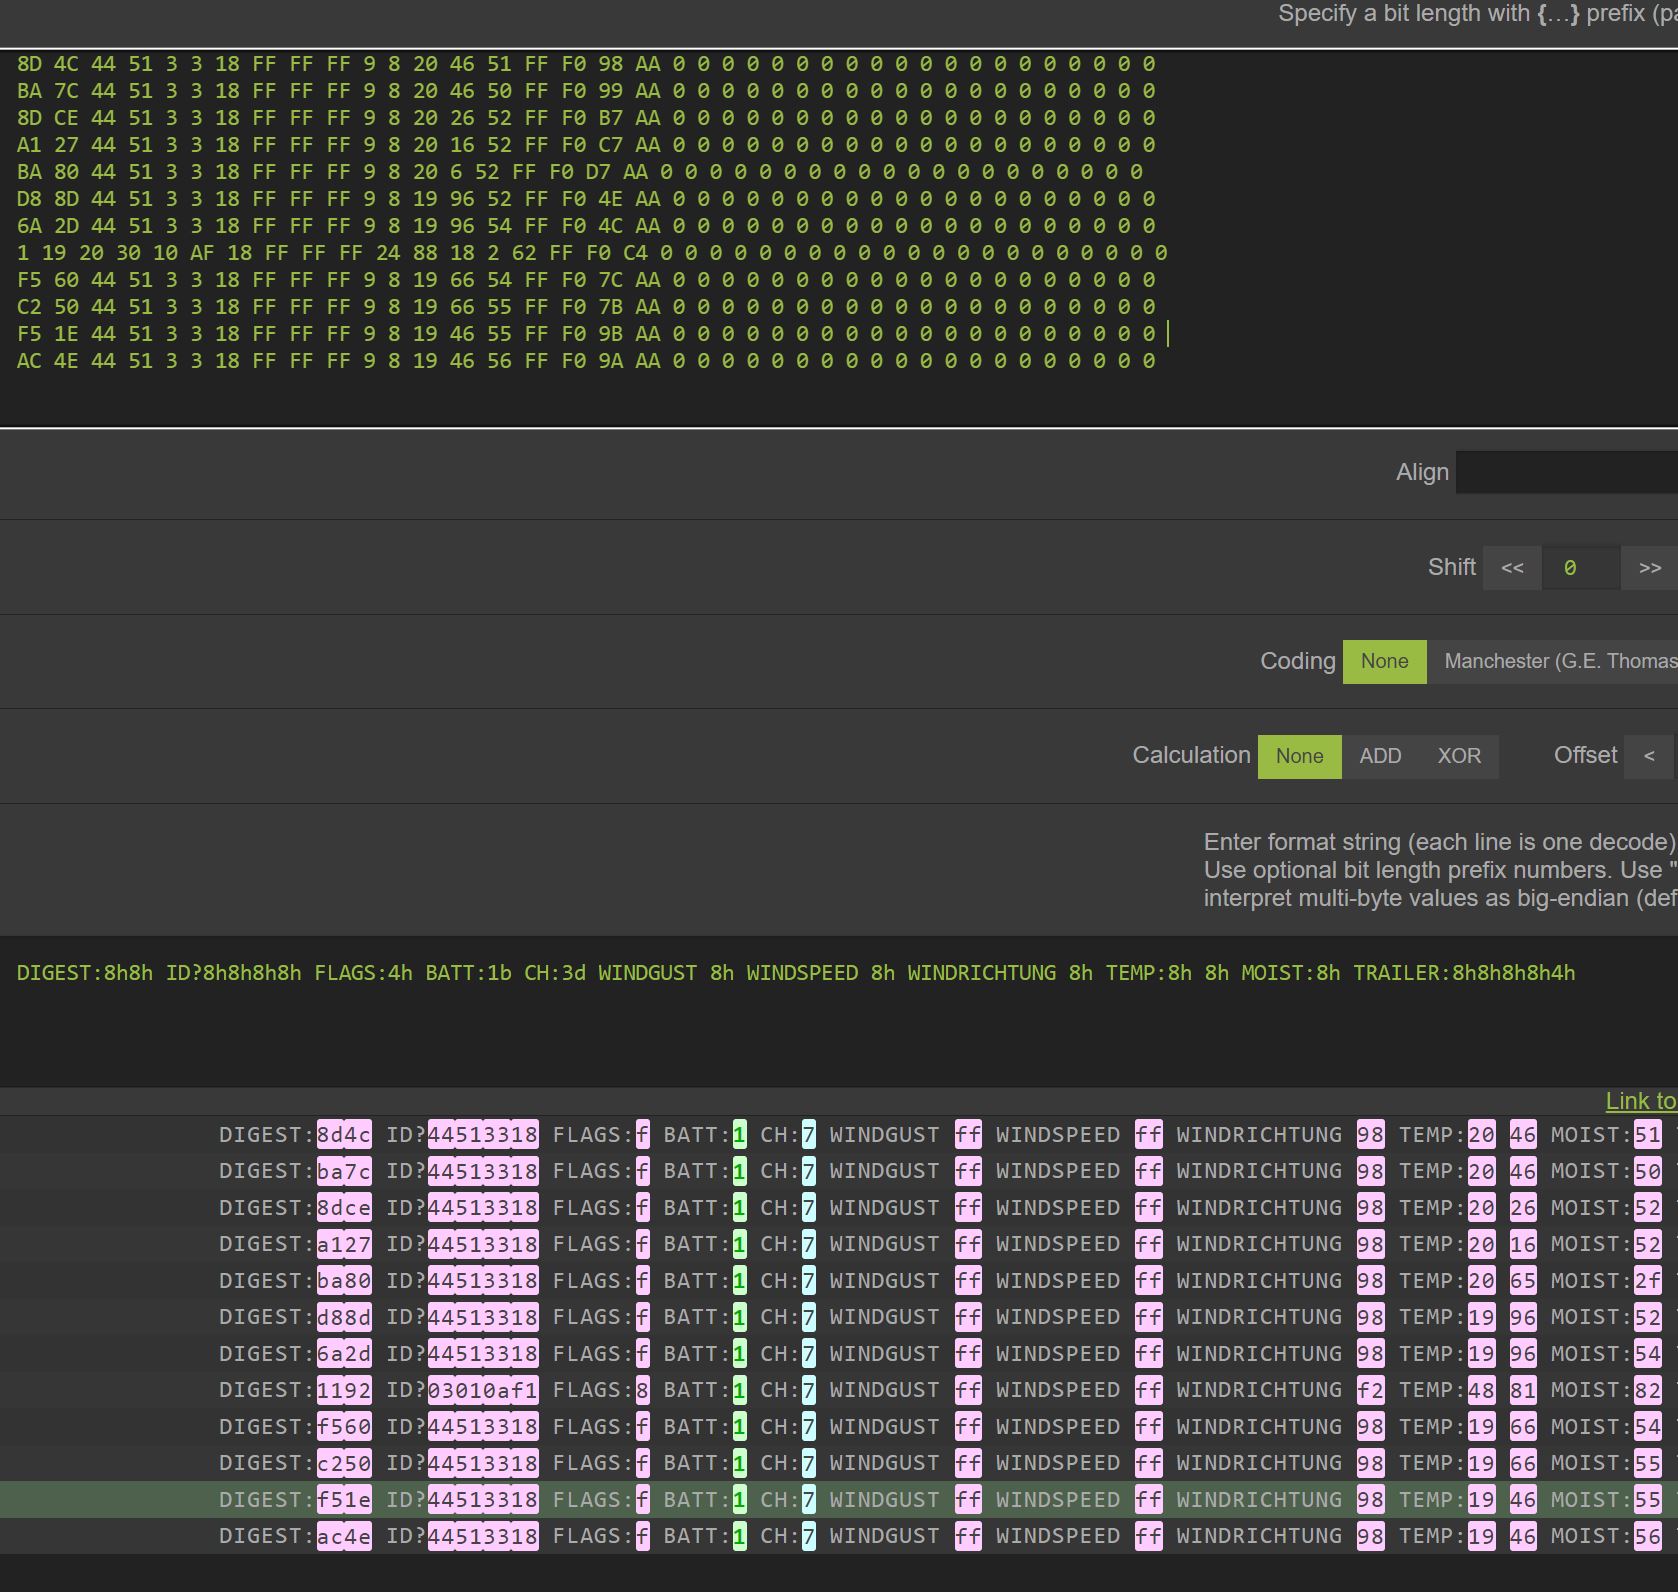 Specify a bit length with {...} prefix (pa
8D 4C 44 51 3 3 18 FF FF FF 9 8 20 46 51 FF F0 98 AA 0 0 0 0 0 0 0 0 0 0 0 0 0 0 0 0 0 0 0 0
BA 7C 44 51 3 3 18 FF FF FF 9 8 20 46 50 FF F0 99 AA 0 0 0 0 0 0 0 0 0 0 0 0 0 0 0 0 0 0 0 0
8D CE 44 51 3 3 18 FF FF FF 9 8 20 26 52 FF F0 B7 AA 0 0 0 0 0 0 0 0 0 0 0 0 0 0 0 0 0 0 0 0
A1 27 44 51 3 3 18 FF FF FF 9 8 20 16 52 FF F0 C7 AA 0 0 0 0 0 0 0 0 0 0 0 0 0 0 0 0 0 0 0 0
BA 80 44 51 3 3 18 FF FF FF 9 8 20 6 52 FF F0 D7 AA 0 0 0 0 0 0 0 0 0 0 0 0 0 0 0 0 0 0 0 0
D8 8D 44 51 3 3 18 FF FF FF 9 8 19 96 52 FF F0 4E AA 0 0 0 0 0 0 0 0 0 0 0 0 0 0 0 0 0 0 0 0
6A 2D 44 51 3 3 18 FF FF FF 9 8 19 96 54 FF F0 4C AA 0 0 0 0 0 0 0 0 0 0 0 0 0 0 0 0 0 0 0 0
1 19 20 30 10 AF 18 FF FF FF 24 88 18 2 62 FF F0 C4 0 0 0 0 0 0 0 0 0 0 0 0 0 0 0 0 0 0 0 0 0
F5 60 44 51 3 3 18 FF FF FF 9 8 19 66 54 FF F0 7C AA 0 0 0 0 0 0 0 0 0 0 0 0 0 0 0 0 0 0 0 0
C2 50 44 51 3 3 18 FF FF FF 9 8 19 66 55 FF F0 7B AA 0 0 0 0 0 0 0 0 0 0 0 0 0 0 0 0 0 0 0 0
F5 1E 44 51 3 3 18 FF FF FF 9 8 19 46 55 FF F0 9B AA 0 0 0 0 0 0 0 0 0 0 0 0 0 0 0 0 0 0 0 0
AC 4E 44 51 3 3 18 FF FF FF 9 8 19 46 56 FF F0 9A AA 0 0 0 0 0 0 0 0 0 0 0 0 0 0 0 0 0 0 0 0
Align
Shift << 0 >>
Coding None Manchester (G.E. Thomas
Calculation None ADD XOR Offset <
Enter format string (each line is one decode)
Use optional bit length prefix numbers. Use "
interpret multi-byte values as big-endian (def
DIGEST:8h8h ID?8h8h8h8h FLAGS:4h BATT:1b CH:3d WINDGUST 8h WINDSPEED 8h WINDRICHTUNG 8h TEMP:8h 8h MOIST:8h TRAILER:8h8h8h8h4h
Link to
DIGEST:8d4c ID?44513318 FLAGS:f BATT:1 CH:7 WINDGUST ff WINDSPEED ff WINDRICHTUNG 98 TEMP:20 46 MOIST:51
DIGEST:ba7c ID?44513318 FLAGS:f BATT:1 CH:7 WINDGUST ff WINDSPEED ff WINDRICHTUNG 98 TEMP:20 46 MOIST:50
DIGEST:8dce ID?44513318 FLAGS:f BATT:1 CH:7 WINDGUST ff WINDSPEED ff WINDRICHTUNG 98 TEMP:20 26 MOIST:52
DIGEST:a127 ID?44513318 FLAGS:f BATT:1 CH:7 WINDGUST ff WINDSPEED ff WINDRICHTUNG 98 TEMP:20 16 MOIST:52
DIGEST:ba80 ID?44513318 FLAGS:f BATT:1 CH:7 WINDGUST ff WINDSPEED ff WINDRICHTUNG 98 TEMP:20 65 MOIST:2f
DIGEST:d88d ID?44513318 FLAGS:f BATT:1 CH:7 WINDGUST ff WINDSPEED ff WINDRICHTUNG 98 TEMP:19 96 MOIST:52
DIGEST:6a2d ID?44513318 FLAGS:f BATT:1 CH:7 WINDGUST ff WINDSPEED ff WINDRICHTUNG 98 TEMP:19 96 MOIST:54
DIGEST:1192 ID?03010af1 FLAGS:8 BATT:1 CH:7 WINDGUST ff WINDSPEED ff WINDRICHTUNG f2 TEMP:48 81 MOIST:82
DIGEST:f560 ID?44513318 FLAGS:f BATT:1 CH:7 WINDGUST ff WINDSPEED ff WINDRICHTUNG 98 TEMP:19 66 MOIST:54
DIGEST:c250 ID?44513318 FLAGS:f BATT:1 CH:7 WINDGUST ff WINDSPEED ff WINDRICHTUNG 98 TEMP:19 66 MOIST:55
DIGEST:f51e ID?44513318 FLAGS:f BATT:1 CH:7 WINDGUST ff WINDSPEED ff WINDRICHTUNG 98 TEMP:19 46 MOIST:55
DIGEST:ac4e ID?44513318 FLAGS:f BATT:1 CH:7 WINDGUST ff WINDSPEED ff WINDRICHTUNG 98 TEMP:19 46 MOIST:56